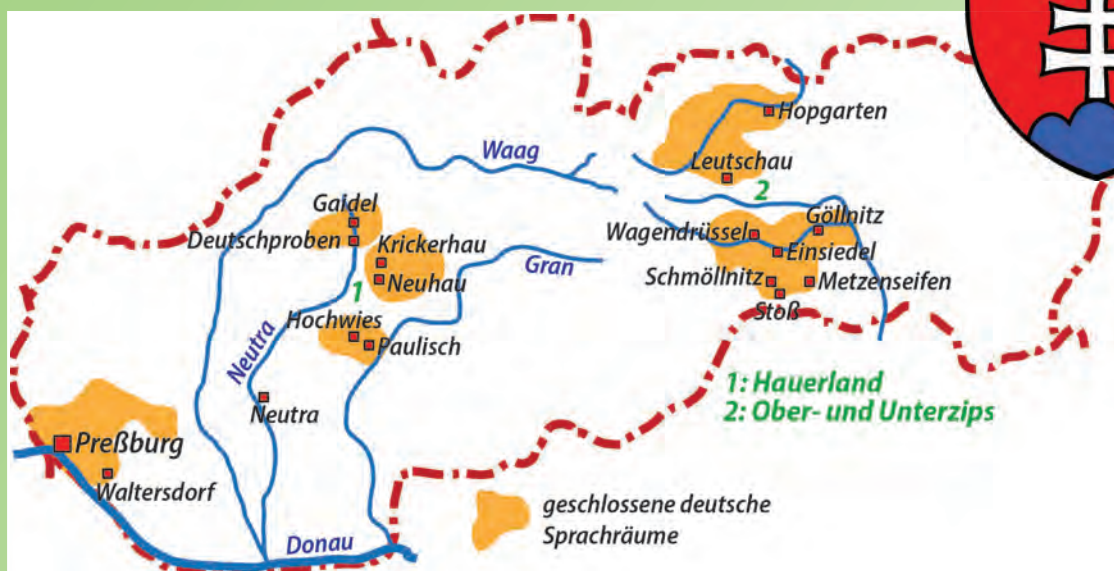 Hopgarten
Waag
Leutschau
2
Gaidel
Deutschproben
Krickerhau
Neuhau
Wagendrüssel
Göllnitz
Einsiedel
Gran
Schmöllnitz
Metzenseifen
Stoß
1
Hochwies
Paulisch
Neutra
Neutra
1: Hauerland
2: Ober- und Unterzips
Preßburg
Waltersdorf
geschlossene deutsche
Sprachräume
Donau